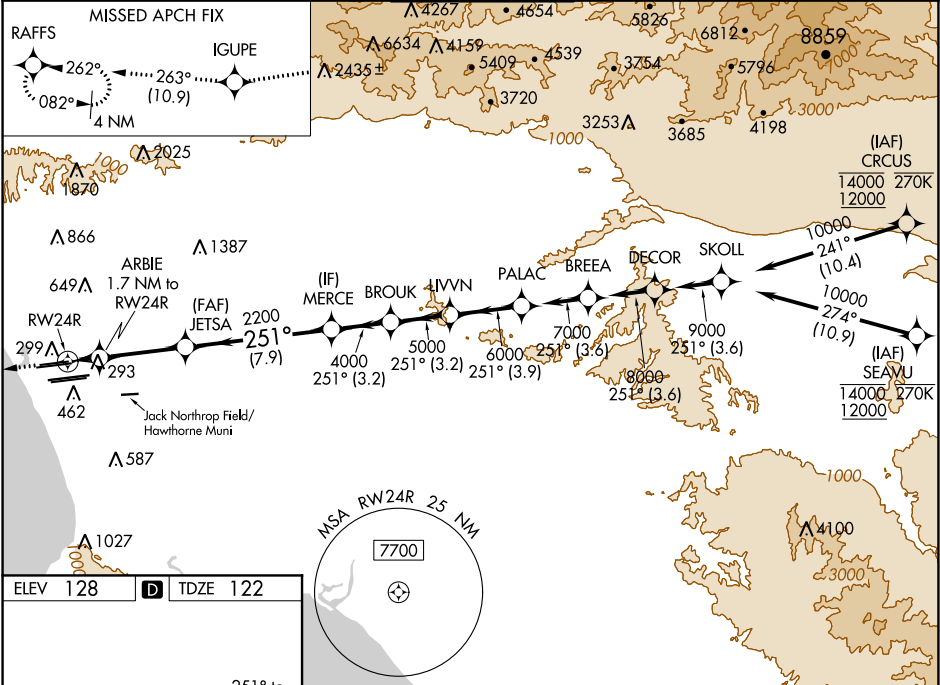 MISSED APCH FIX
RAFFS
IGUPE
262°
263°
(10.9)
082°
4 NM
4267
4654
5826
6634
4159
6812
8859
2435±
5409
4539
3754
5796
3720
3000
3253
3685
4198
1000
2025
1000
1870
(IAF)
CRCUS
14000 270K
12000
866
1387
10000
241°
(10.4)
ARBIE
1.7 NM to
RW24R
649
(FAF)
JETSA
(IF)
MERCE
BROUK
LIVVN
PALAC
BREEA
DECOR
SKOLL
RW24R
2200
251°
(7.9)
10000
274°
(10.9)
299
293
4000
251° (3.2)
5000
251° (3.2)
6000
251° (3.9)
7000
251° (3.6)
8000
251° (3.6)
9000
251° (3.6)
(IAF)
SEAVU
14000 270K
12000
462
Jack Northrop Field/
Hawthorne Muni
587
1000
MSA RW24R 25 NM
7700
4100
1027
3000
ELEV 128
D
TDZE 122